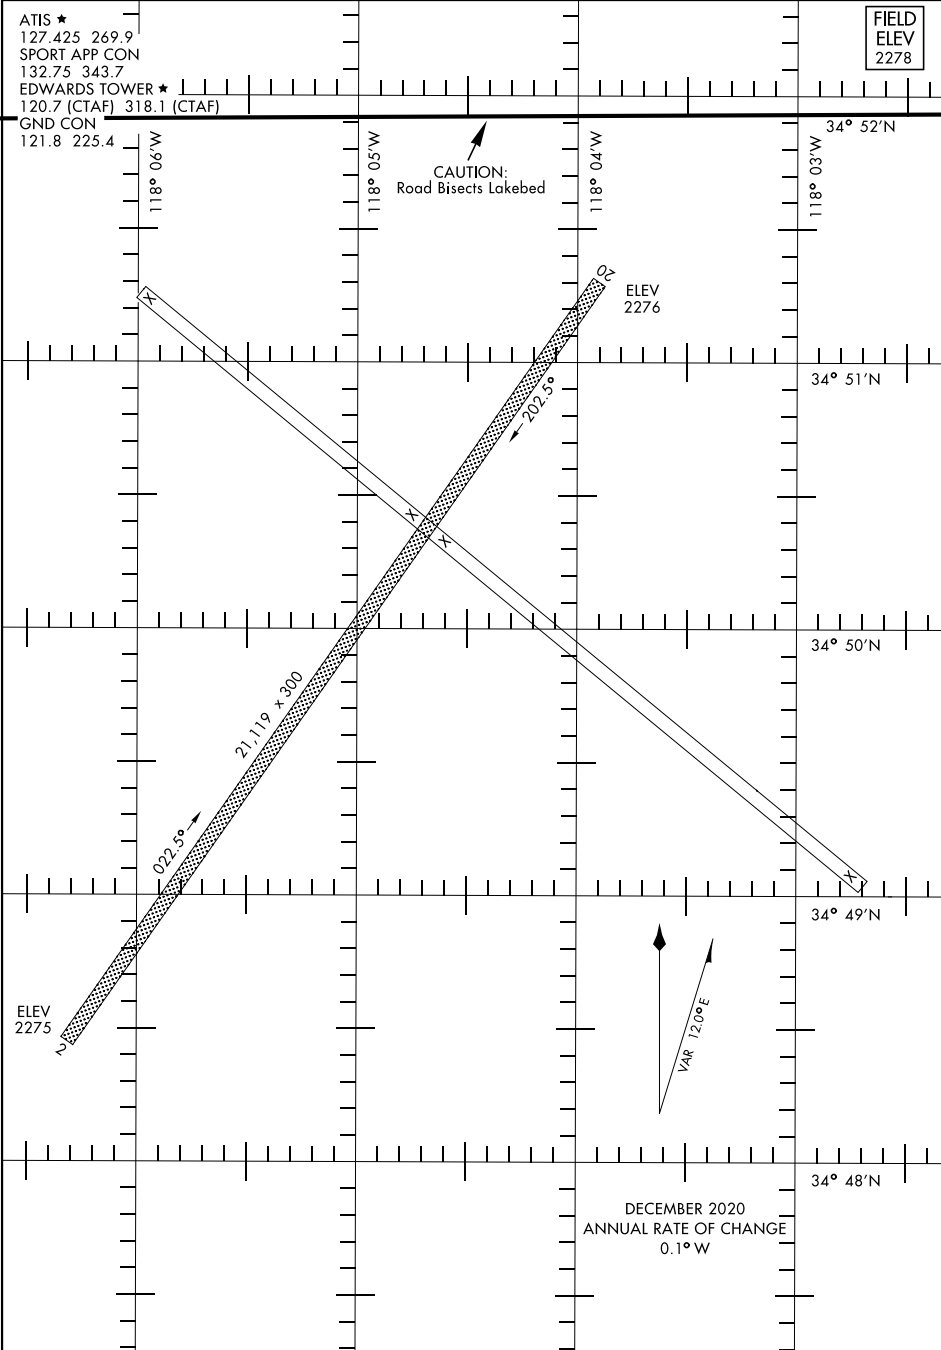 ATIS ★
127.425 269.9
SPORT APP CON
132.75 343.7
EDWARDS TOWER ★
120.7 (CTAF) 318.1 (CTAF)
GND CON
121.8 225.4
FIELD
ELEV
2278
34° 52'N
118° 06'W
118° 05'W
118° 04'W
118° 03'W
CAUTION:
Road Bisects Lakebed
X
20
ELEV
2276
34° 51'N
202.5°
X
X
34° 50'N
21,119 x 300
022.5°
X
34° 49'N
ELEV
2275
2
VAR 12.0° E
34° 48'N
DECEMBER 2020
ANNUAL RATE OF CHANGE
0.1° W